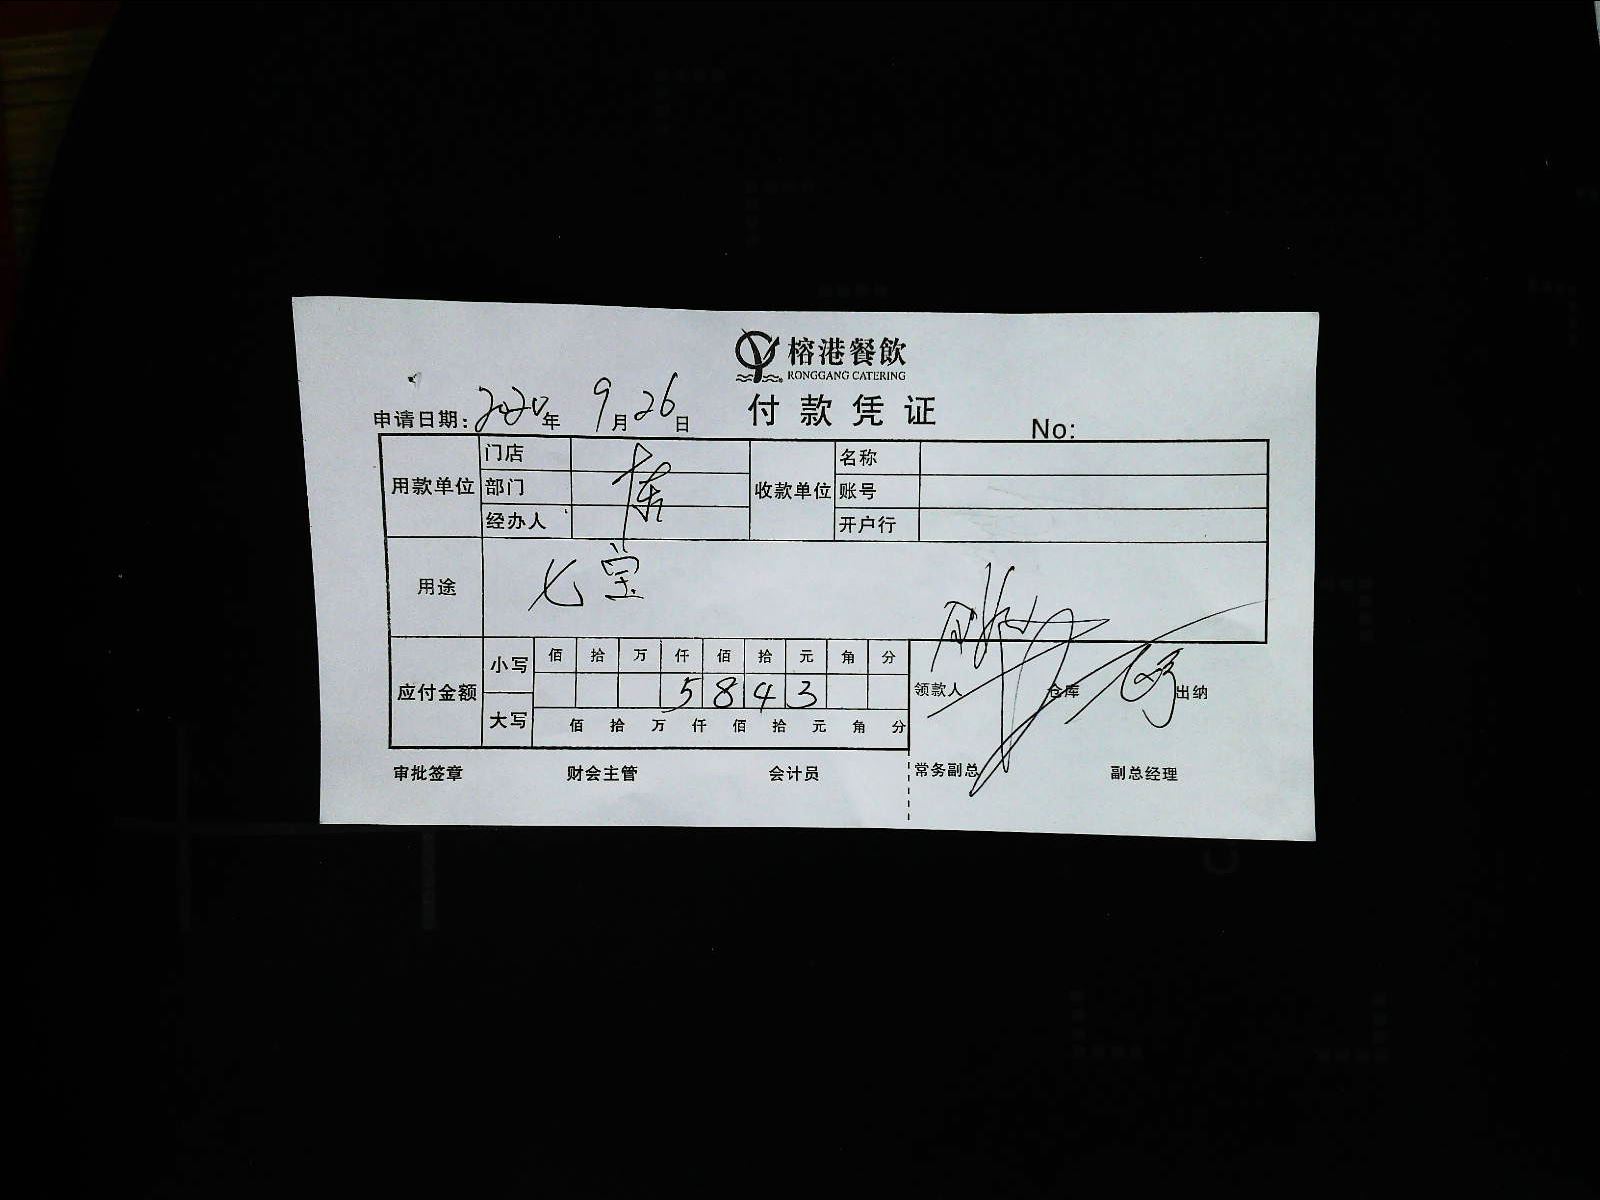 榕港餐飲
RONGGANG CATERING
付款凭证
申请日期: 2020年 9月26日
No:
用款单位 门店 收款单位 名称
部门 账号
经办人 开户行
用途 七宝
应付金额 小写 佰 拾 万 仟 佰 拾 元 角 分
5 8 4 3
大写 佰 拾 万 仟 佰 拾 元 角 分
领款人 仓库 出纳
审批签章 财会主管 会计员 常务副总 副总经理